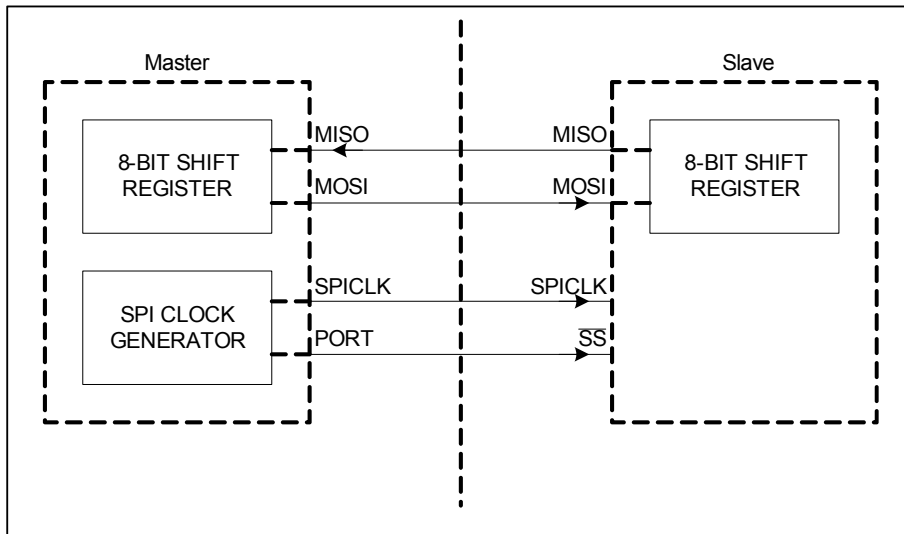 Master
Slave
8-BIT SHIFT
REGISTER
MISO
MISO
MOSI
MOSI
8-BIT SHIFT
REGISTER
SPI CLOCK
GENERATOR
SPICLK
SPICLK
PORT
S̅S̅